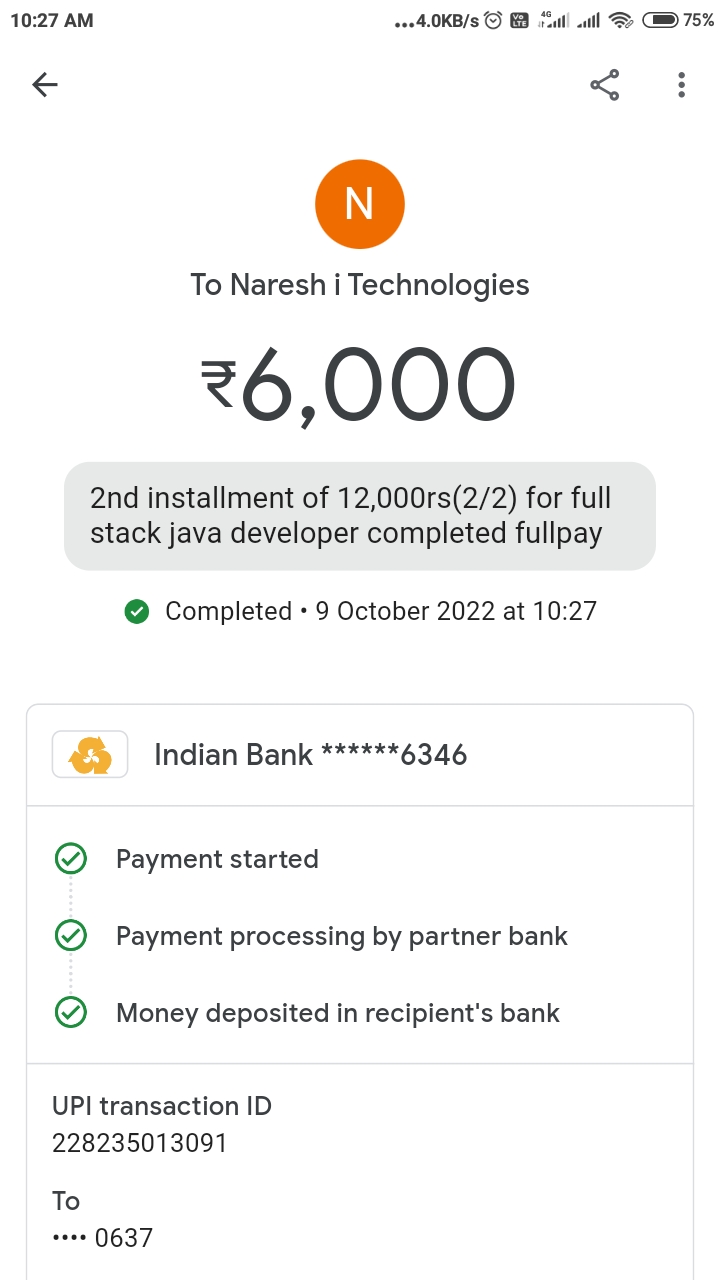 10:27 AM
...4.0KB/s Vo LTE 4G 75%
N
To Naresh i Technologies
₹6,000
2nd installment of 12,000rs(2/2) for full
stack java developer completed fullpay
Completed • 9 October 2022 at 10:27
Indian Bank ******6346
Payment started
Payment processing by partner bank
Money deposited in recipient's bank
UPI transaction ID
228235013091
To
•••• 0637